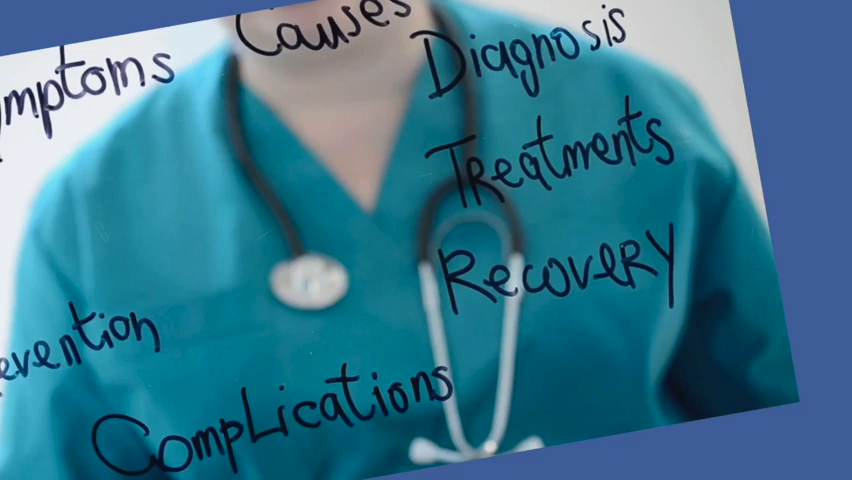 Causes
mptoms
Diagnosis
Treatments
Recovery
evention
Complications